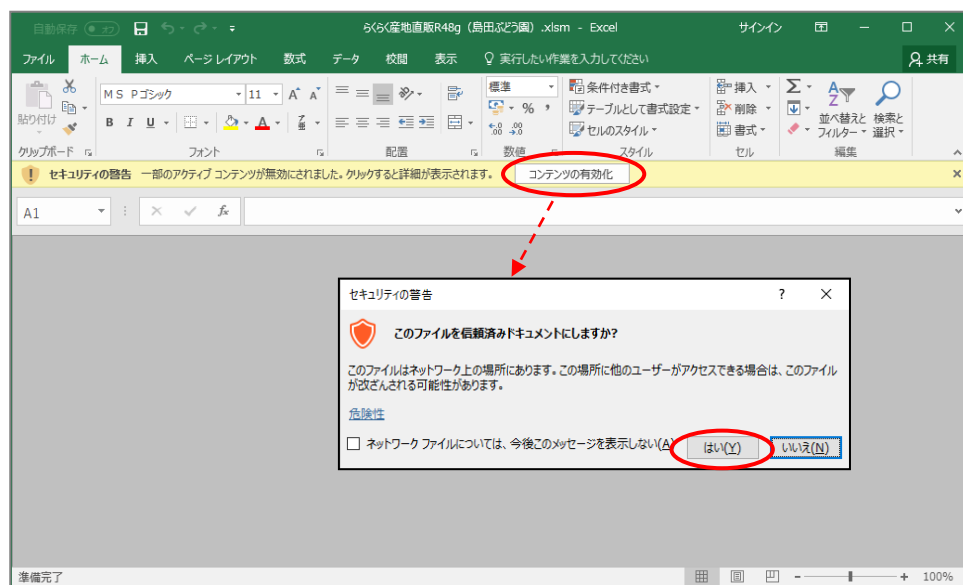 自動保存 オフ らくらく産地直販R48g（島田ぶどう園）.xlsm - Excel サインイン
ファイル ホーム 挿入 ページ レイアウト 数式 データ 校閲 表示 実行したい作業を入力してください 共有
貼り付け MS Pゴシック 11 A A 標準 条件付き書式 挿入 Σ
B I U A % , テーブルとして書式設定 削除 並べ替えと フィルター 検索と 選択
セルのスタイル 書式
クリップボード フォント 配置 数値 スタイル セル 編集
セキュリティの警告 一部のアクティブ コンテンツが無効にされました。クリックすると詳細が表示されます。 コンテンツの有効化
A1 fx
セキュリティの警告 ?
このファイルを信頼済みドキュメントにしますか?
このファイルはネットワーク上の場所にあります。この場所に他のユーザーがアクセスできる場合は、このファイル
が改ざんされる可能性があります。
危険性
ネットワーク ファイルについては、今後このメッセージを表示しない(A) はい(Y) いいえ(N)
準備完了 100%